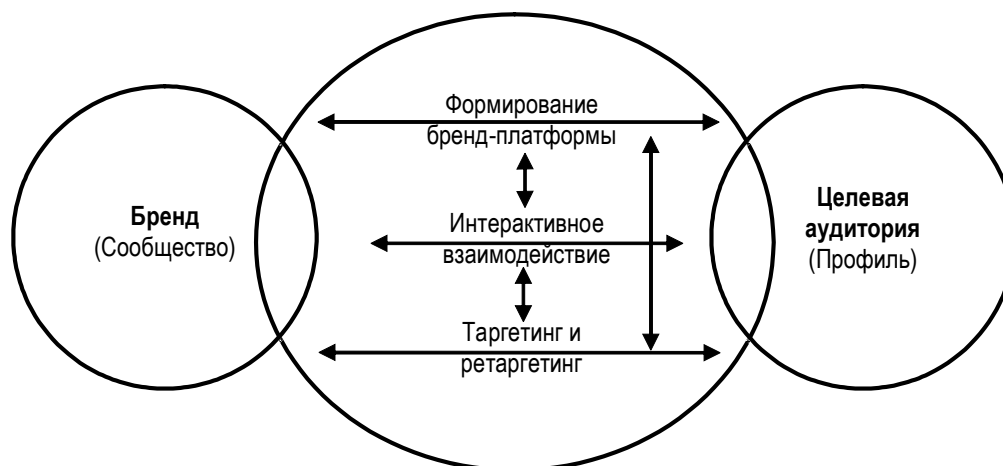 Формирование
бренд-платформы
Бренд
(Сообщество)
Интерактивное
взаимодействие
Целевая
аудитория
(Профиль)
Таргетинг и
ретаргетинг